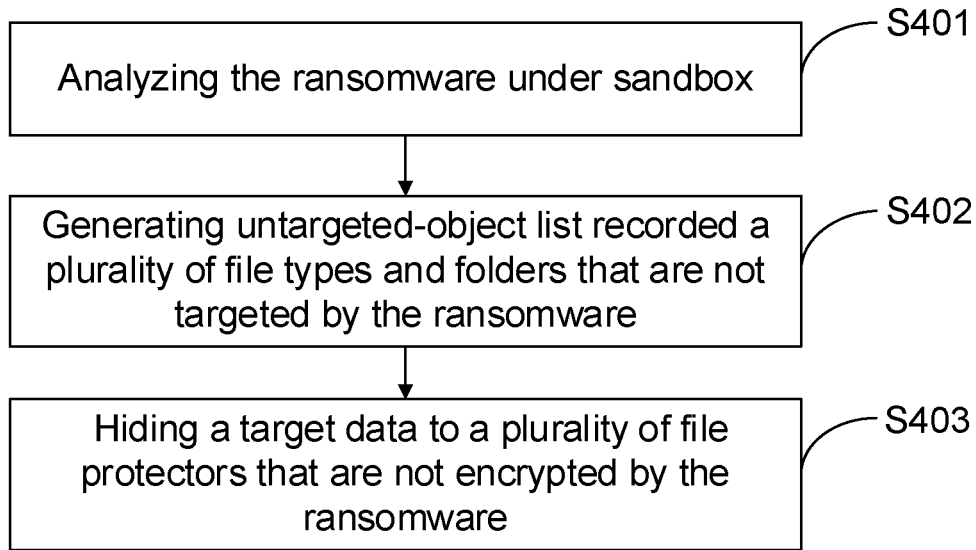 S401
Analyzing the ransomware under sandbox
S402
Generating untargeted-object list recorded a
plurality of file types and folders that are not
targeted by the ransomware
S403
Hiding a target data to a plurality of file
protectors that are not encrypted by the
ransomware